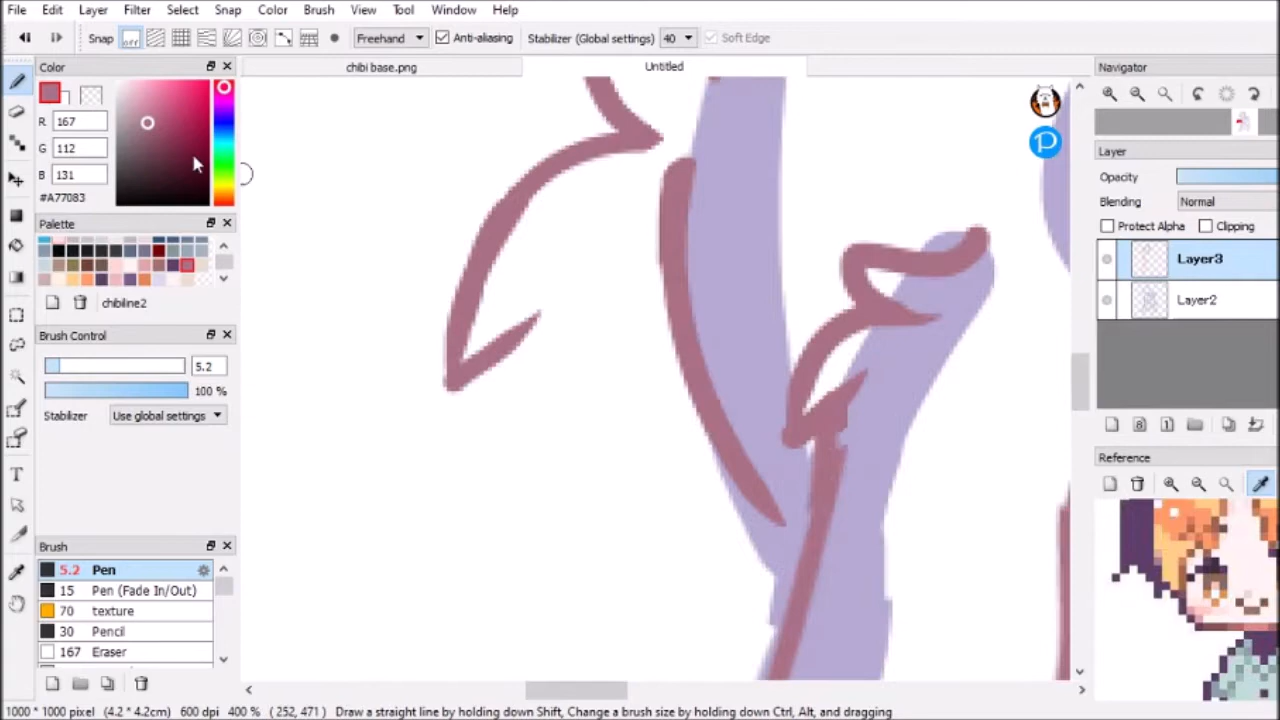 File Edit Layer Filter Select Snap Color Brush View Tool Window Help
Snap off Freehand Anti-aliasing Stabilizer (Global settings) 40 Soft Edge
Color
chibi base.png
Untitled
Navigator
R 167
G 112
B 131
#A77083
Layer
Opacity
Blending Normal
Protect Alpha Clipping
Layer3
Layer2
Palette
chibiline2
Brush Control
5.2
100 %
Stabilizer Use global settings
Reference
Brush
5.2 Pen
15 Pen (Fade In/Out)
70 texture
30 Pencil
167 Eraser
1000 * 1000 pixel (4.2 * 4.2cm) 600 dpi 400 % ( 252, 471 ) Draw a straight line by holding down Shift, Change a brush size by holding down Ctrl, Alt, and dragging